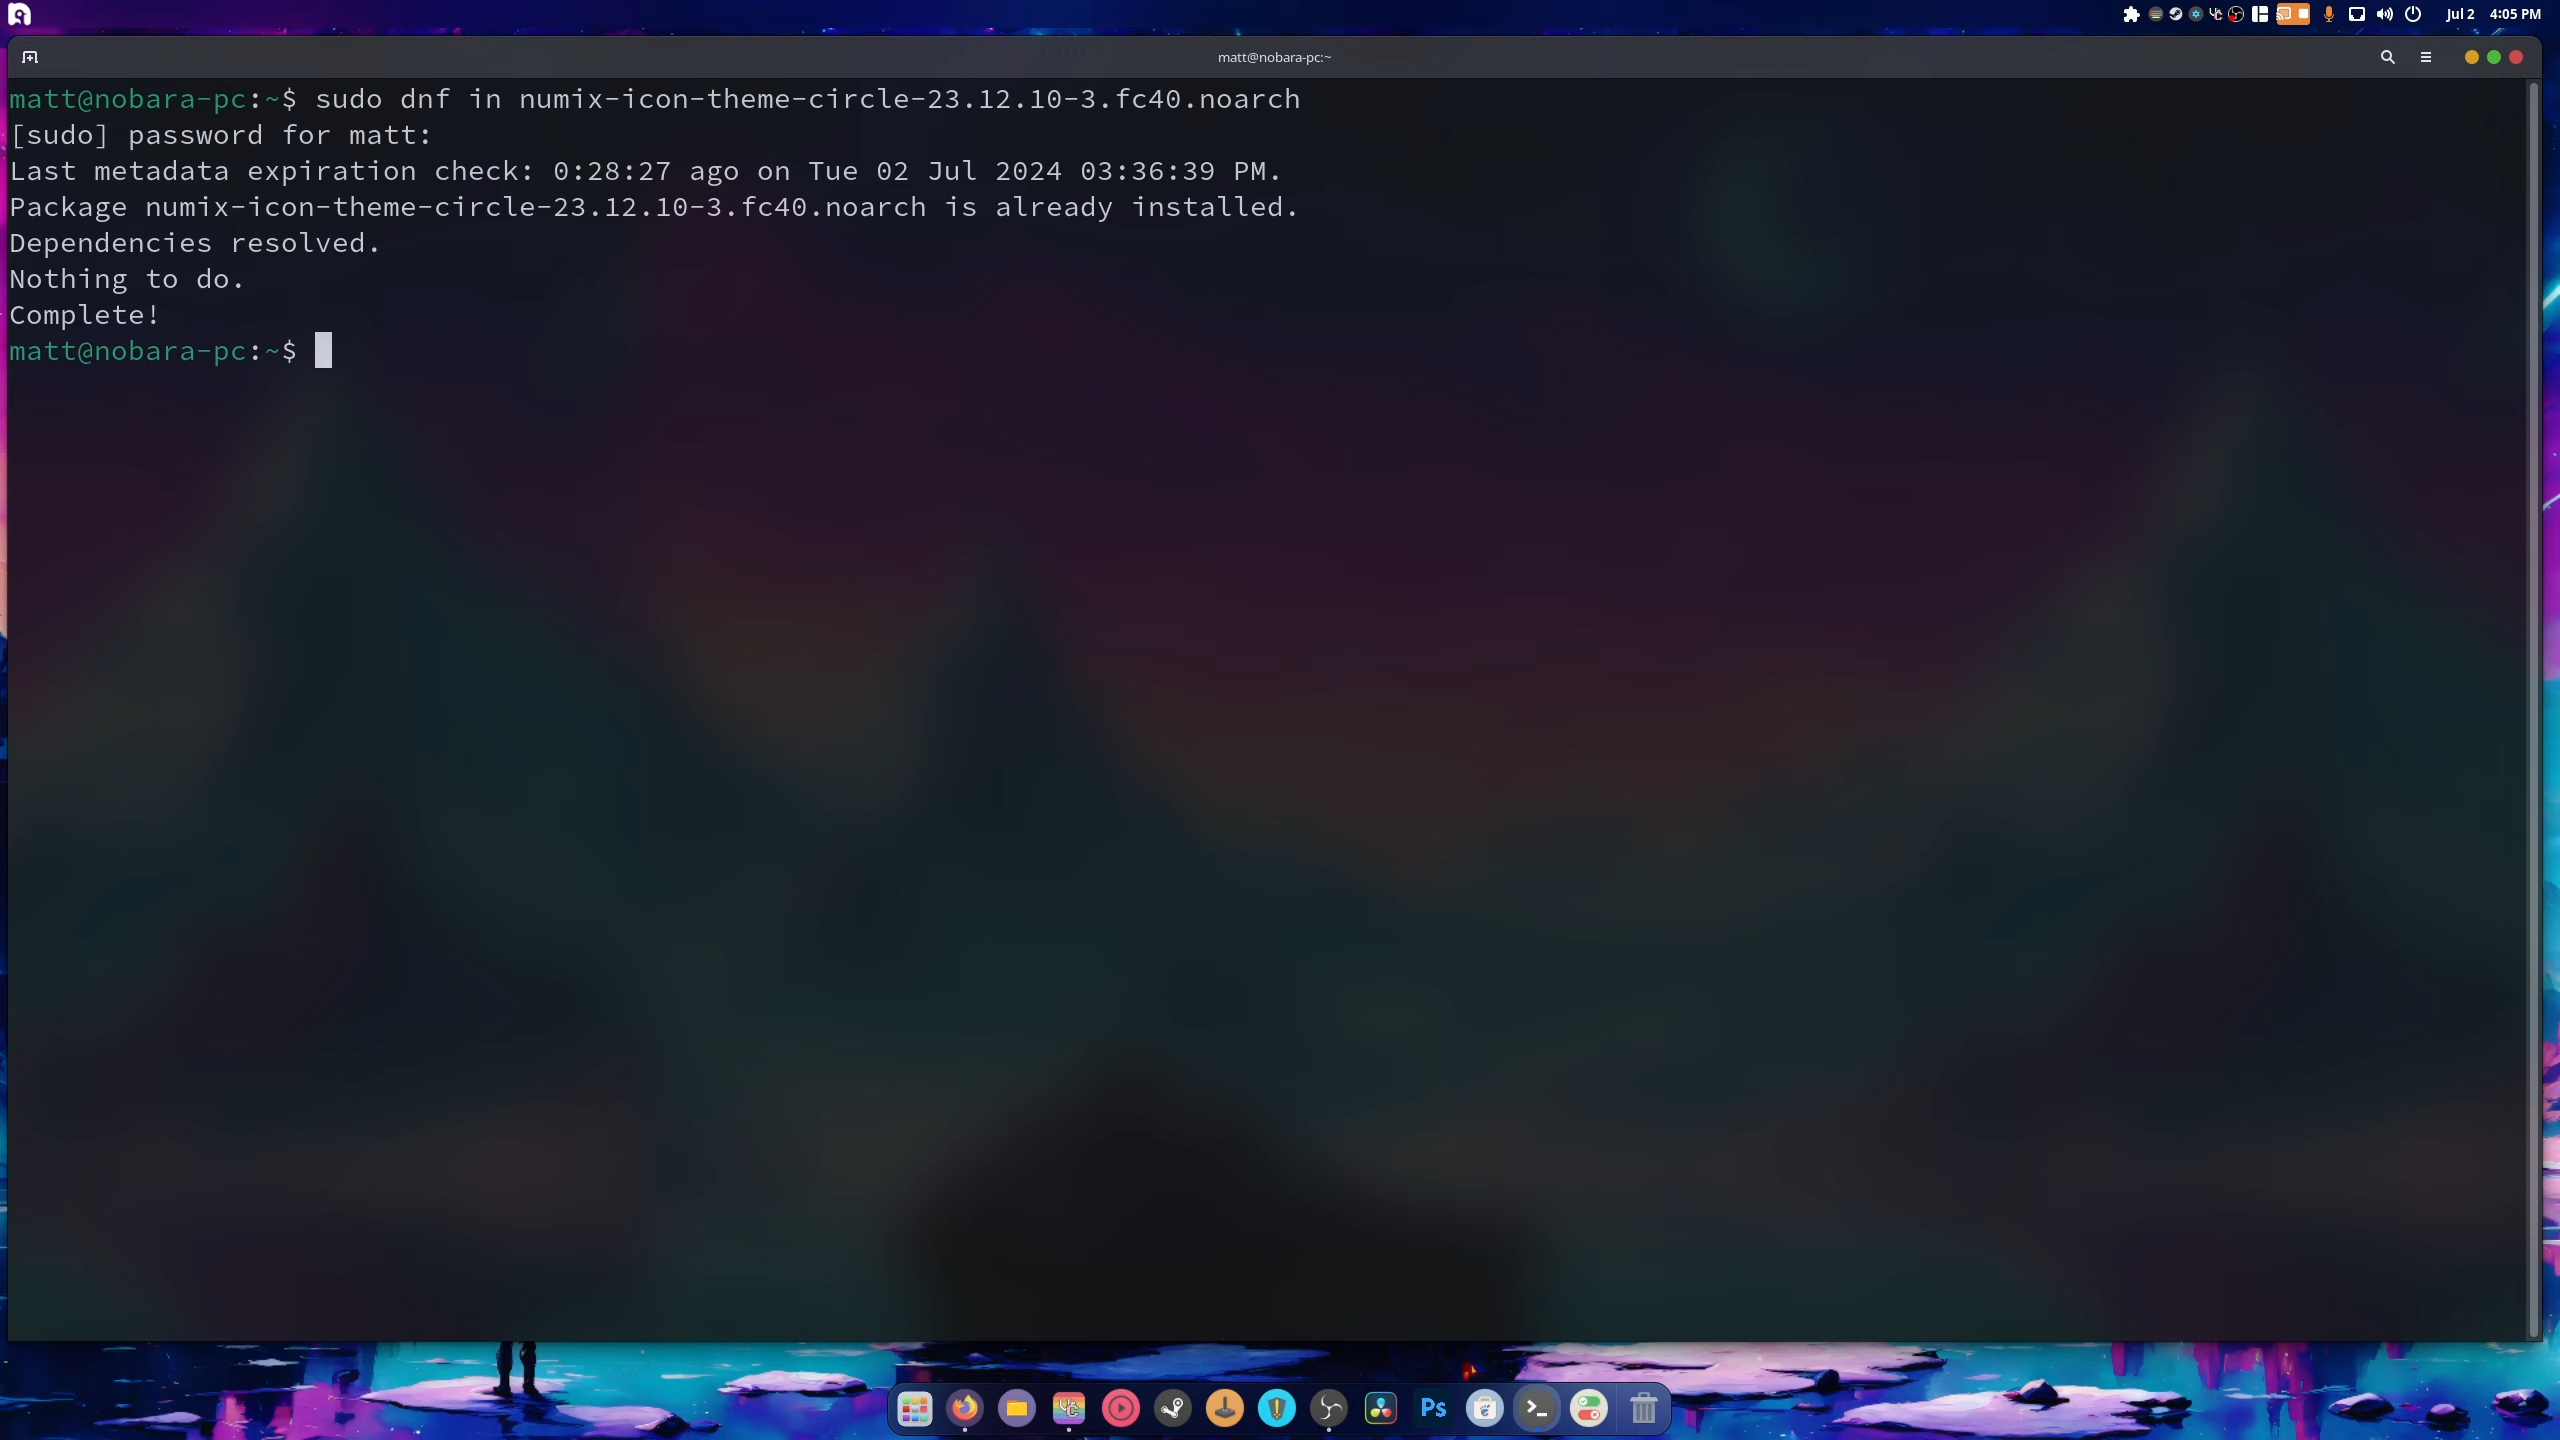 Jul 2 4:05 PM
matt@nobara-pc:~
matt@nobara-pc:~$ sudo dnf in numix-icon-theme-circle-23.12.10-3.fc40.noarch
[sudo] password for matt:
Last metadata expiration check: 0:28:27 ago on Tue 02 Jul 2024 03:36:39 PM.
Package numix-icon-theme-circle-23.12.10-3.fc40.noarch is already installed.
Dependencies resolved.
Nothing to do.
Complete!
matt@nobara-pc:~$
Ps